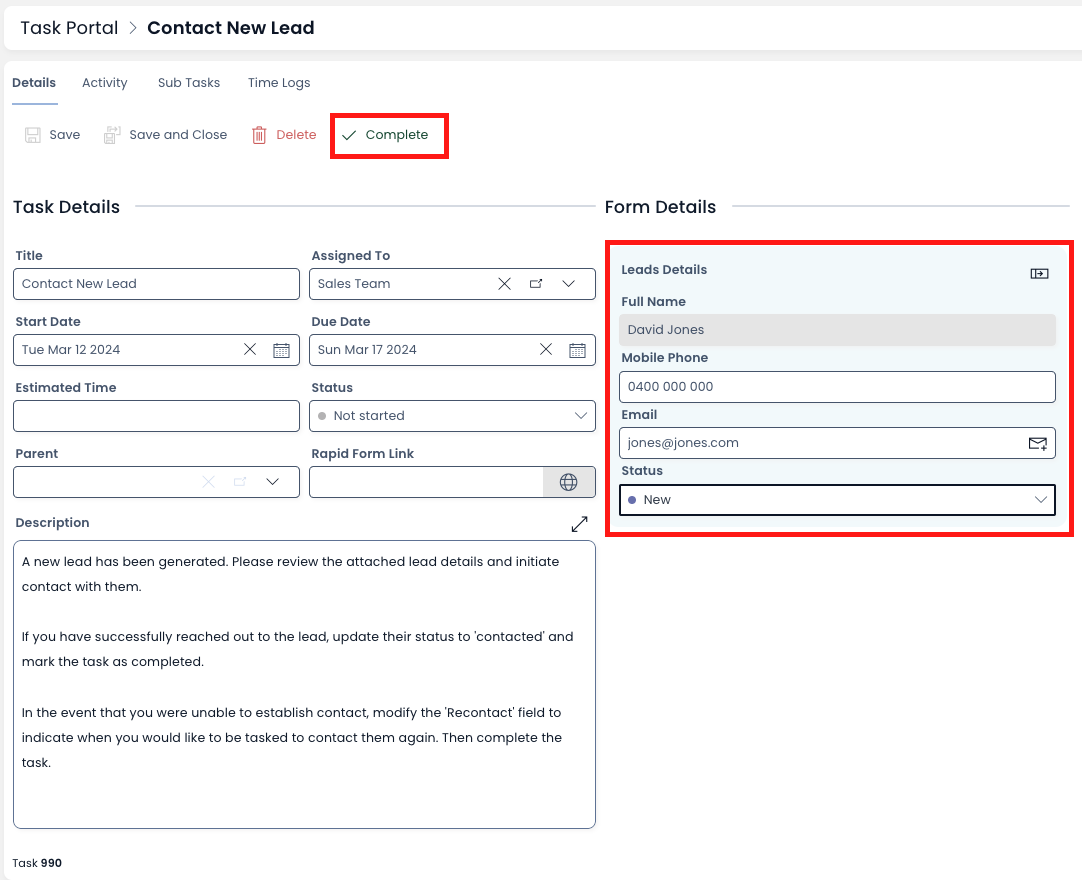 Task Portal > Contact New Lead
Details Activity Sub Tasks Time Logs
Save Save and Close Delete Complete
Task Details
Title Assigned To
Contact New Lead Sales Team
Start Date Due Date
Tue Mar 12 2024 Sun Mar 17 2024
Estimated Time Status
Not started
Parent Rapid Form Link
Description
A new lead has been generated. Please review the attached lead details and initiate
contact with them.
If you have successfully reached out to the lead, update their status to 'contacted' and
mark the task as completed.
In the event that you were unable to establish contact, modify the 'Recontact' field to
indicate when you would like to be tasked to contact them again. Then complete the
task.
Task 990
Form Details
Leads Details
Full Name
David Jones
Mobile Phone
0400 000 000
Email
jones@jones.com
Status
New